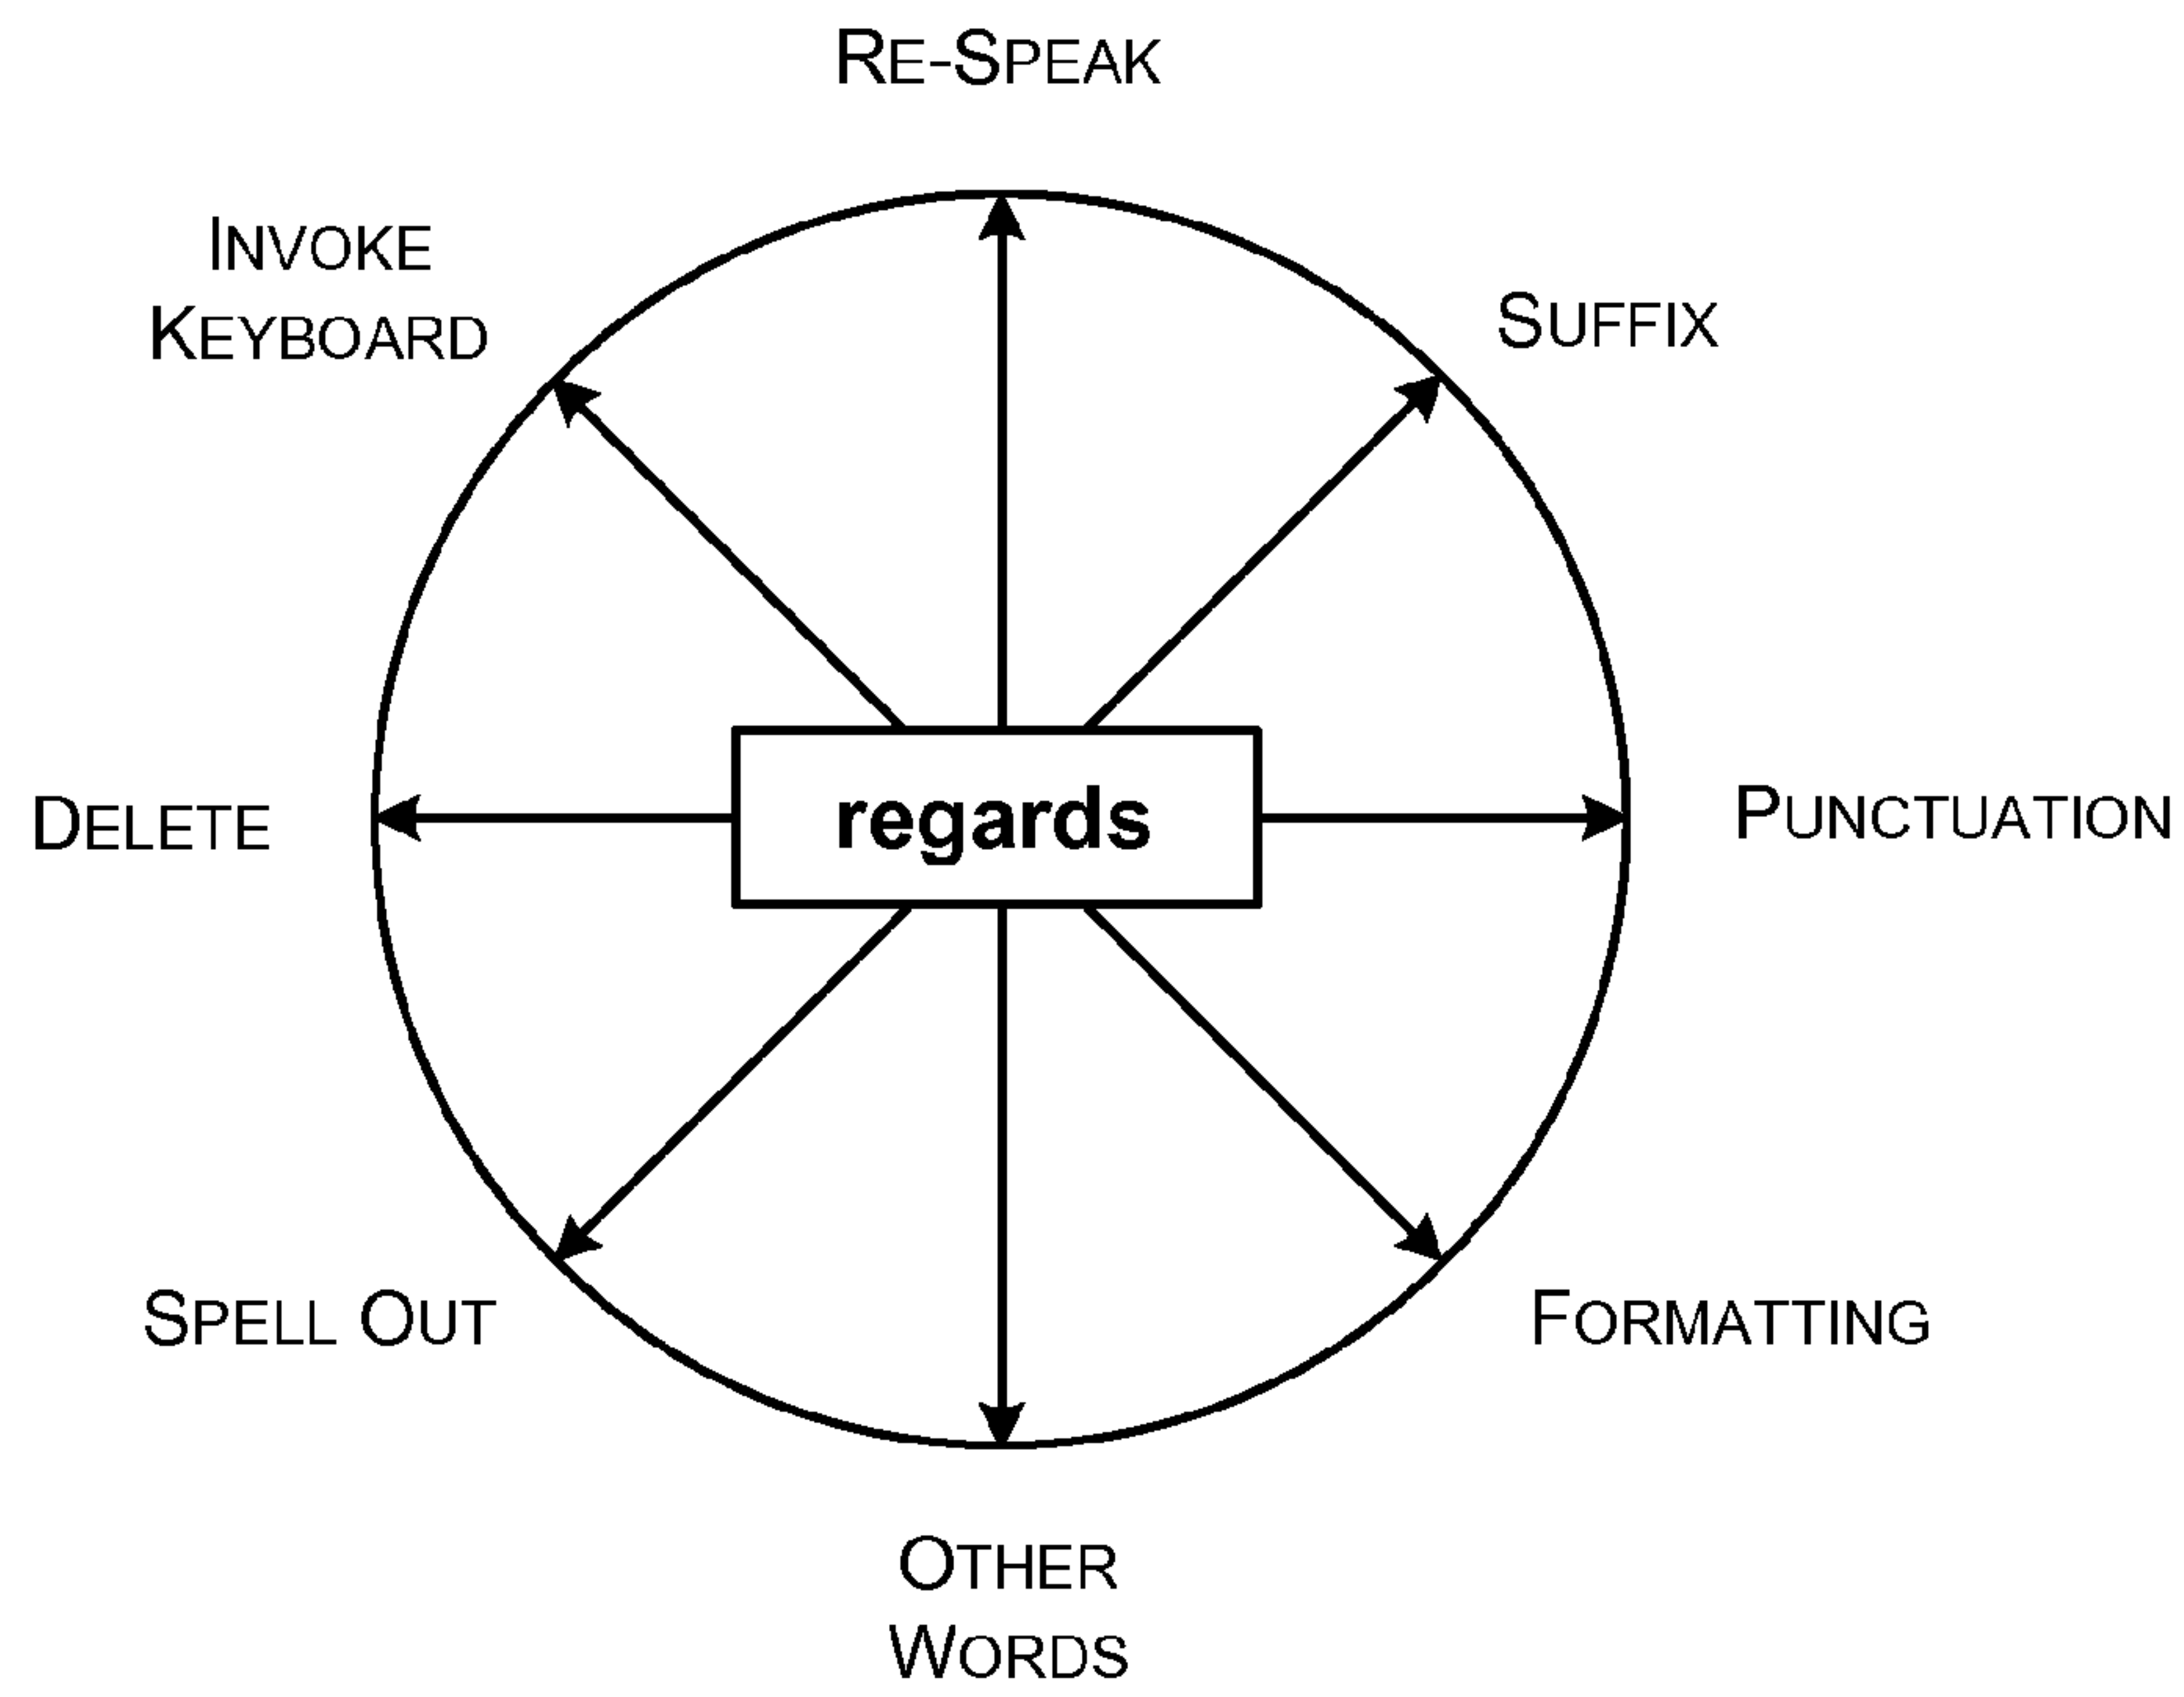 RE-SPEAK
INVOKE
KEYBOARD
SUFFIX
DELETE
regards
PUNCTUATION
SPELL OUT
FORMATTING
OTHER
WORDS